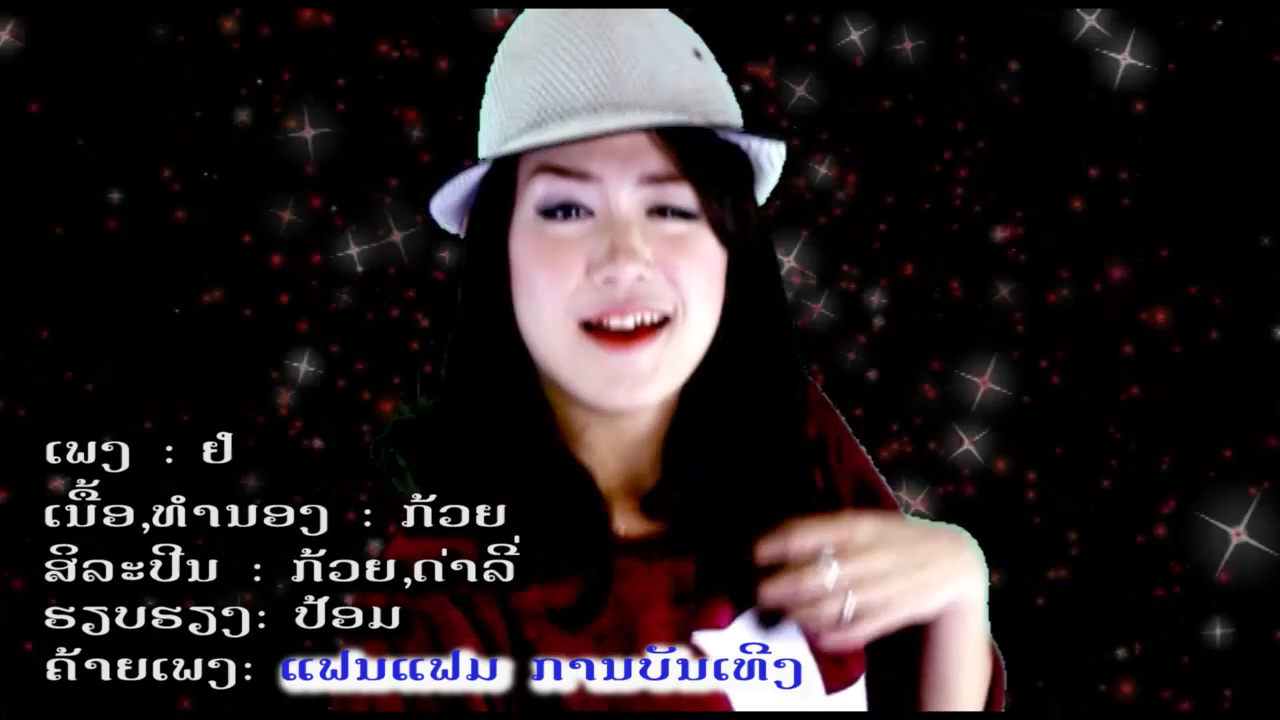 ເພງ : ຢໍ
ເນື້ອ,ທຳນອງ : ກ້ວຍ
ສິລະປີນ : ກ້ວຍ,ດ່າລີ່
ຮຽບຮຽງ: ປ້ອມ
ຄ້າຍເພງ: ແຟນແຟມ ການບັນເທີງ